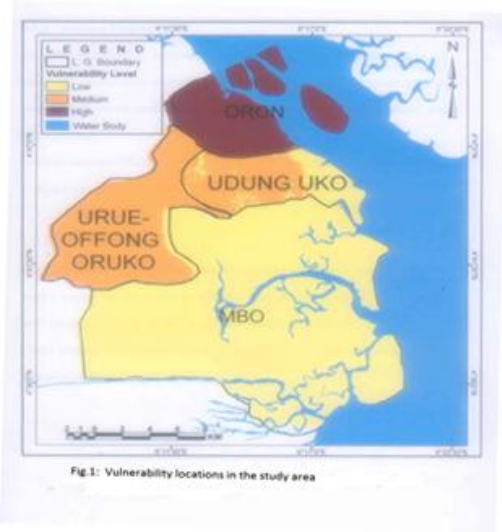 L E G E N D
L. G. Boundary
Vulnerability Level
Low
Medium
High
Water Body
N
ORON
UDUNG UKO
URUE-
OFFONG
ORUKO
MBO
Fig.1: Vulnerability locations in the study area